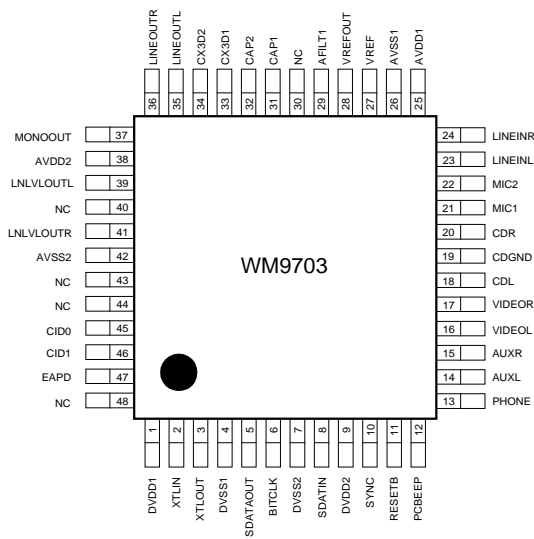 LINEOUTR
LINEOUTL
CX3D2
CX3D1
CAP2
CAP1
NC
AFILT1
VREFOUT
VREF
AVSS1
AVDD1
36 35 34 33 32 31 30 29 28 27 26 25
MONOOUT 37
AVDD2 38
LNLVLOUTL 39
NC 40
LNLVLOUTR 41
AVSS2 42
NC 43
NC 44
CID0 45
CID1 46
EAPD 47
NC 48
WM9703
24 LINEINR
23 LINEINL
22 MIC2
21 MIC1
20 CDR
19 CDGND
18 CDL
17 VIDEOR
16 VIDEOL
15 AUXR
14 AUXL
13 PHONE
1 2 3 4 5 6 7 8 9 10 11 12
DVDD1
XTLIN
XTLOUT
DVSS1
SDATAOUT
BITCLK
DVSS2
SDATAIN
DVDD2
SYNC
RESETB
PCBEEP